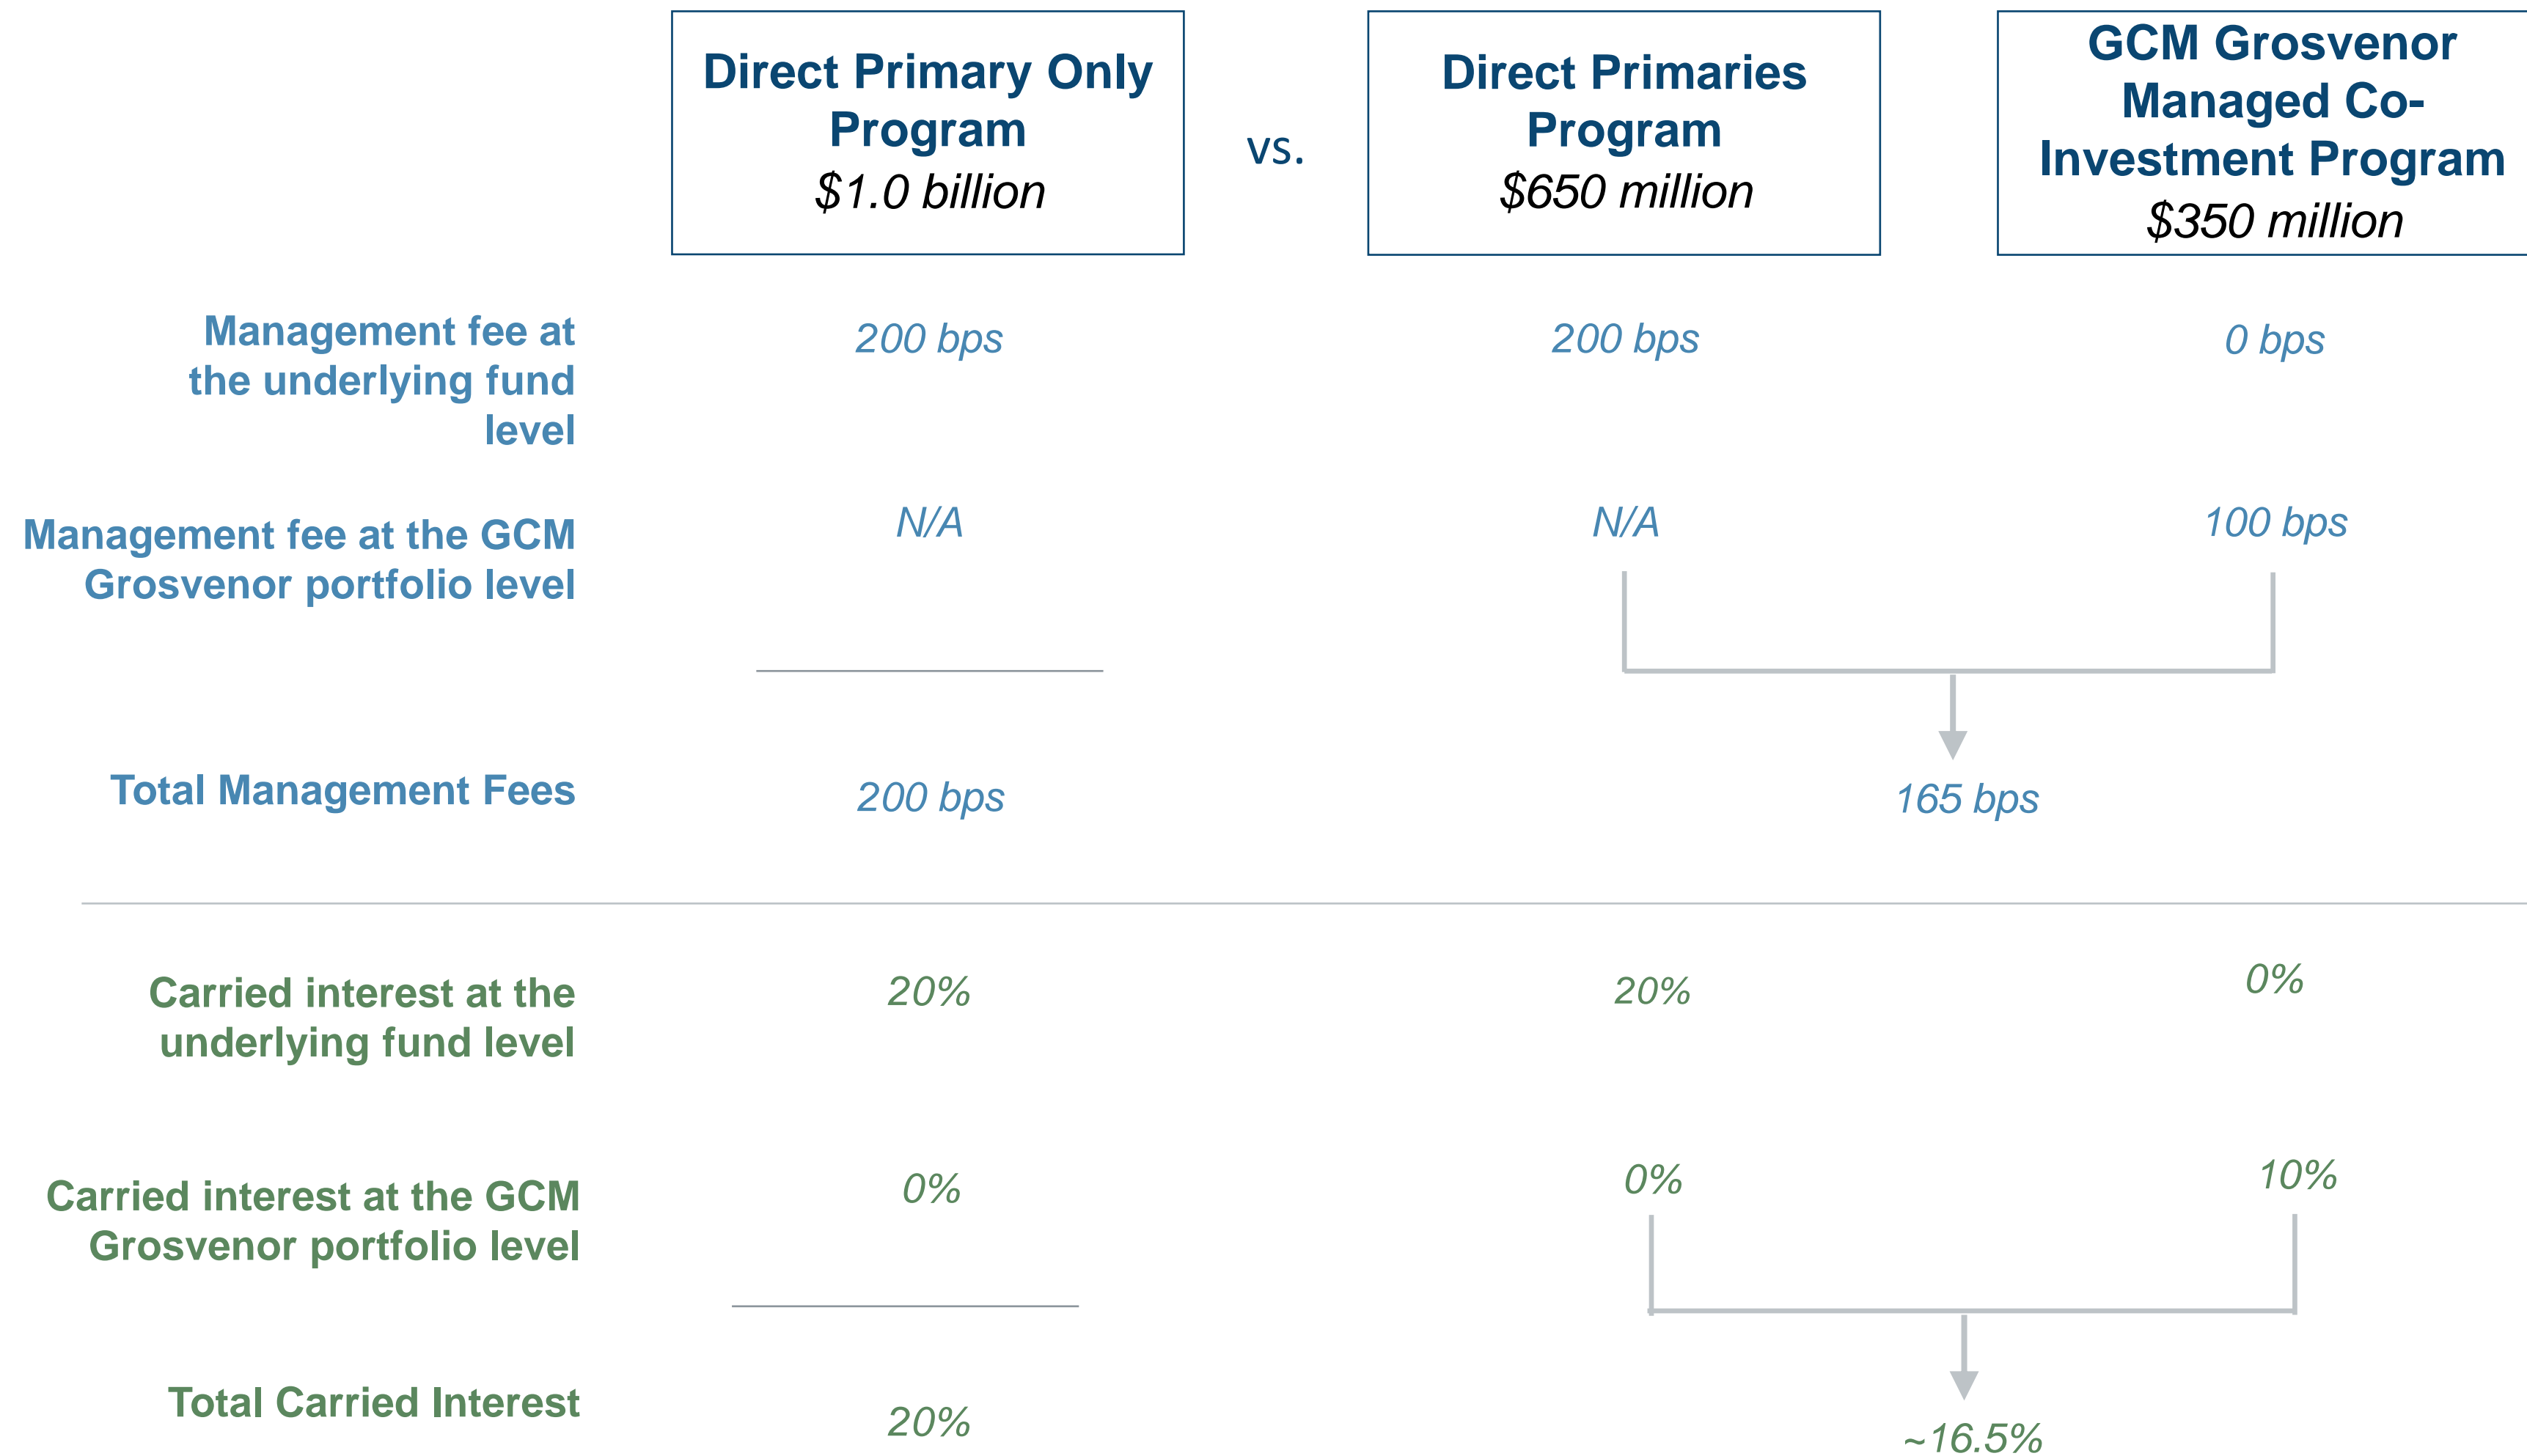 Direct Primary Only
Program
$1.0 billion
vs.
Direct Primaries
Program
$650 million
GCM Grosvenor
Managed Co-
Investment Program
$350 million
Management fee at
the underlying fund
level
200 bps
200 bps
0 bps
Management fee at the GCM
Grosvenor portfolio level
N/A
N/A
100 bps
Total Management Fees
200 bps
165 bps
Carried interest at the
underlying fund level
20%
20%
0%
Carried interest at the GCM
Grosvenor portfolio level
0%
0%
10%
Total Carried Interest
20%
~16.5%